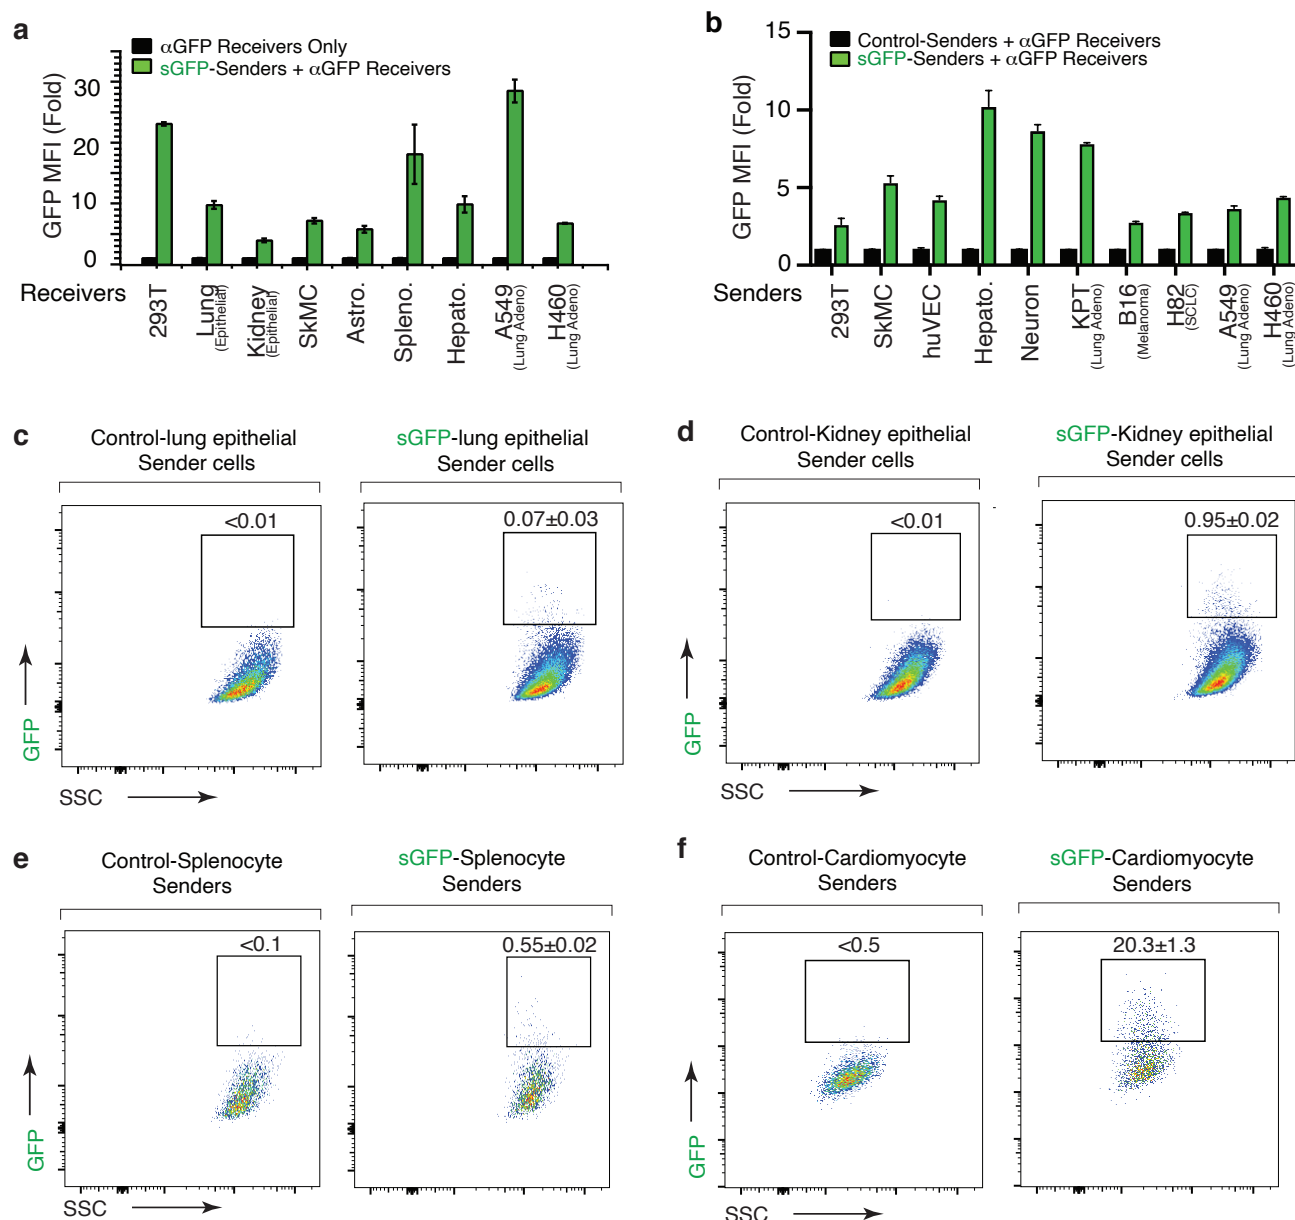 a
αGFP Receivers Only
sGFP-Senders + αGFP Receivers
GFP MFI (Fold)
30
20
10
0
Receivers
293T
Lung
(Epithelial)
Kidney
(Epithelial)
SkMC
Astro.
Spleno.
Hepato.
A549
(Lung Adeno)
H460
(Lung Adeno)
b
Control-Senders + αGFP Receivers
sGFP-Senders + αGFP Receivers
GFP MFI (Fold)
15
10
5
0
Senders
293T
SkMC
huVEC
Hepato.
Neuron
KPT
(Lung Adeno)
B16
(Melanoma)
H82
(SCLC)
A549
(Lung Adeno)
H460
(Lung Adeno)
c
Control-lung epithelial
Sender cells
sGFP-lung epithelial
Sender cells
<0.01
0.07±0.03
GFP
SSC
d
Control-Kidney epithelial
Sender cells
sGFP-Kidney epithelial
Sender cells
<0.01
0.95±0.02
GFP
SSC
e
Control-Splenocyte
Senders
sGFP-Splenocyte
Senders
<0.1
0.55±0.02
GFP
SSC
f
Control-Cardiomyocyte
Senders
sGFP-Cardiomyocyte
Senders
<0.5
20.3±1.3
GFP
SSC